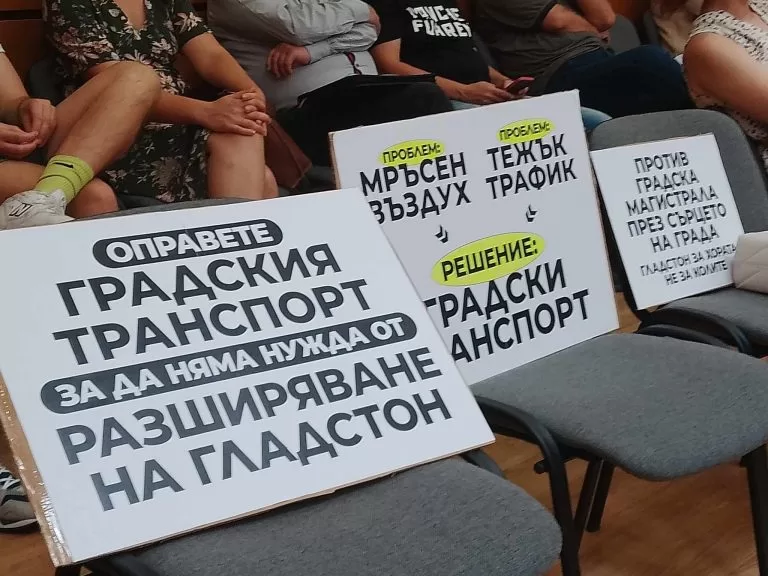 ОПРАВЕТЕ
ГРАДСКИЯ
ТРАНСПОРТ
ЗА ДА НЯМА НУЖДА ОТ
РАЗШИРЯВАНЕ
НА ГЛАДСТОН
ПРОБЛЕМ:
МРЪСЕН
ВЪЗДУХ
ПРОБЛЕМ:
ТЕЖЪК
ТРАФИК
РЕШЕНИЕ:
ГРАДСКИ
АНСПОРТ
ПРОТИВ
ГРАДСКА
МАГИСТРАЛА
ПРЕЗ СЪРЦЕТО
НА ГРАДА
ГЛАДСТОН ЗА ХОРАТА
НЕ ЗА КОЛИТЕ